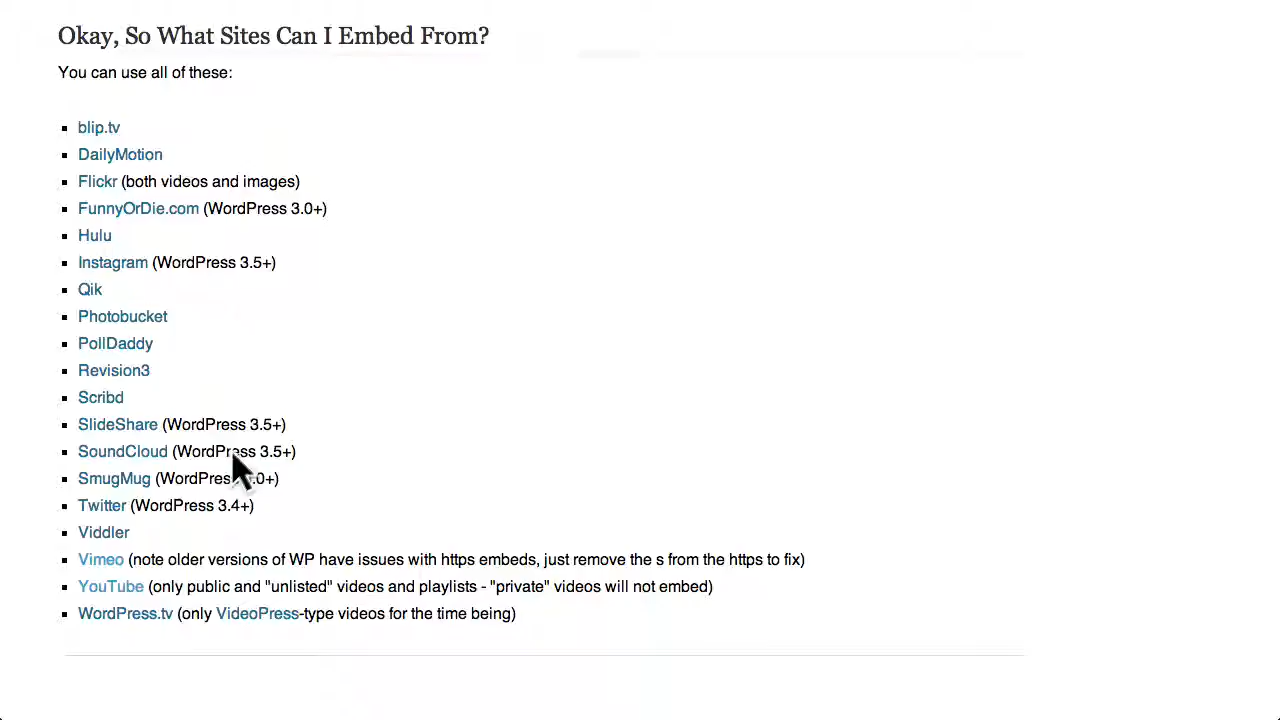 Okay, So What Sites Can I Embed From?
You can use all of these:
blip.tv
DailyMotion
Flickr (both videos and images)
FunnyOrDie.com (WordPress 3.0+)
Hulu
Instagram (WordPress 3.5+)
Qik
Photobucket
PollDaddy
Revision3
Scribd
SlideShare (WordPress 3.5+)
SoundCloud (WordPress 3.5+)
SmugMug (WordPress .0+)
Twitter (WordPress 3.4+)
Viddler
Vimeo (note older versions of WP have issues with https embeds, just remove the s from the https to fix)
YouTube (only public and "unlisted" videos and playlists - "private" videos will not embed)
WordPress.tv (only VideoPress-type videos for the time being)